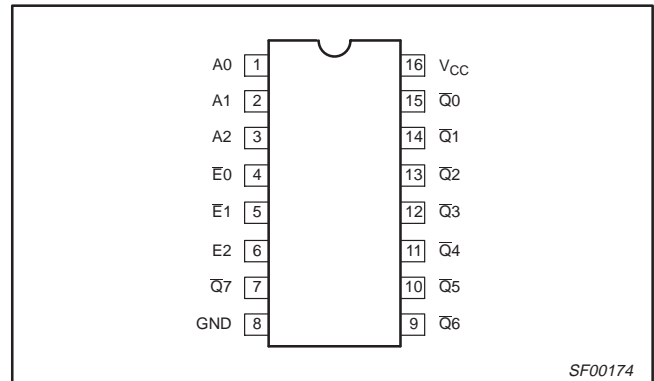 A0 1 16 VCC
A1 2 15 Q̅0
A2 3 14 Q̅1
E̅0 4 13 Q̅2
E̅1 5 12 Q̅3
E2 6 11 Q̅4
Q̅7 7 10 Q̅5
GND 8 9 Q̅6
SF00174